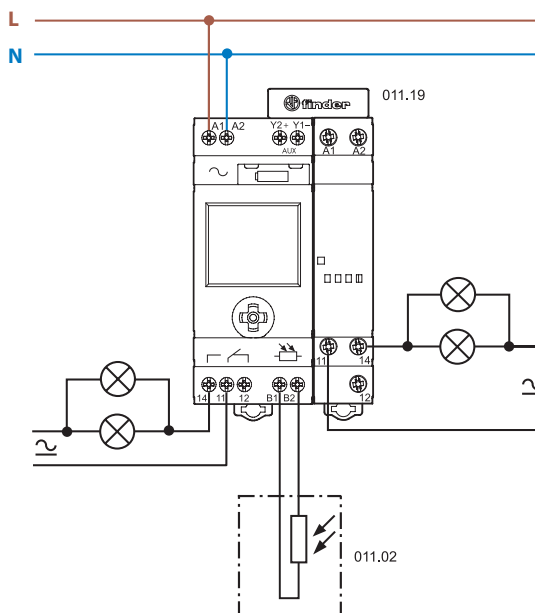 L
N
finder
011.19
A1 A2 Y2+ Y1–
AUX
A1 A2
11 14
14 11 12 B1 B2
12
011.02